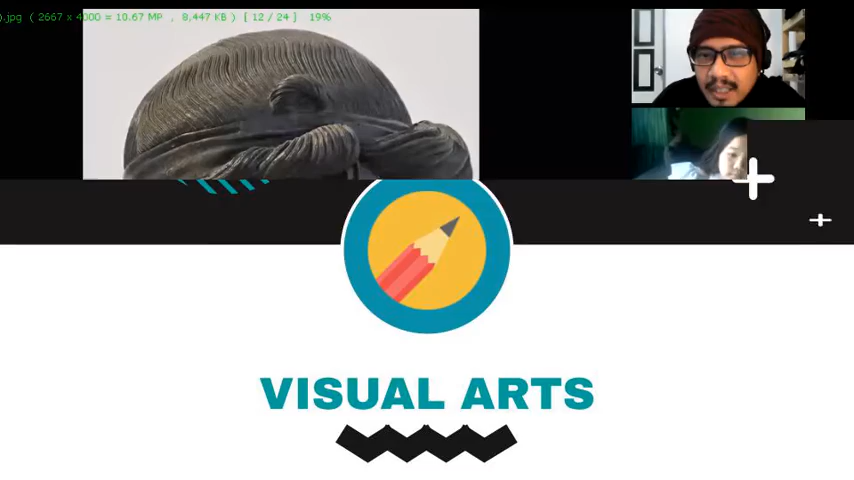 ).jpg ( 2667 x 4000 = 10.67 MP , 8,447 KB ) [ 12 / 24 ] 19%
VISUAL ARTS